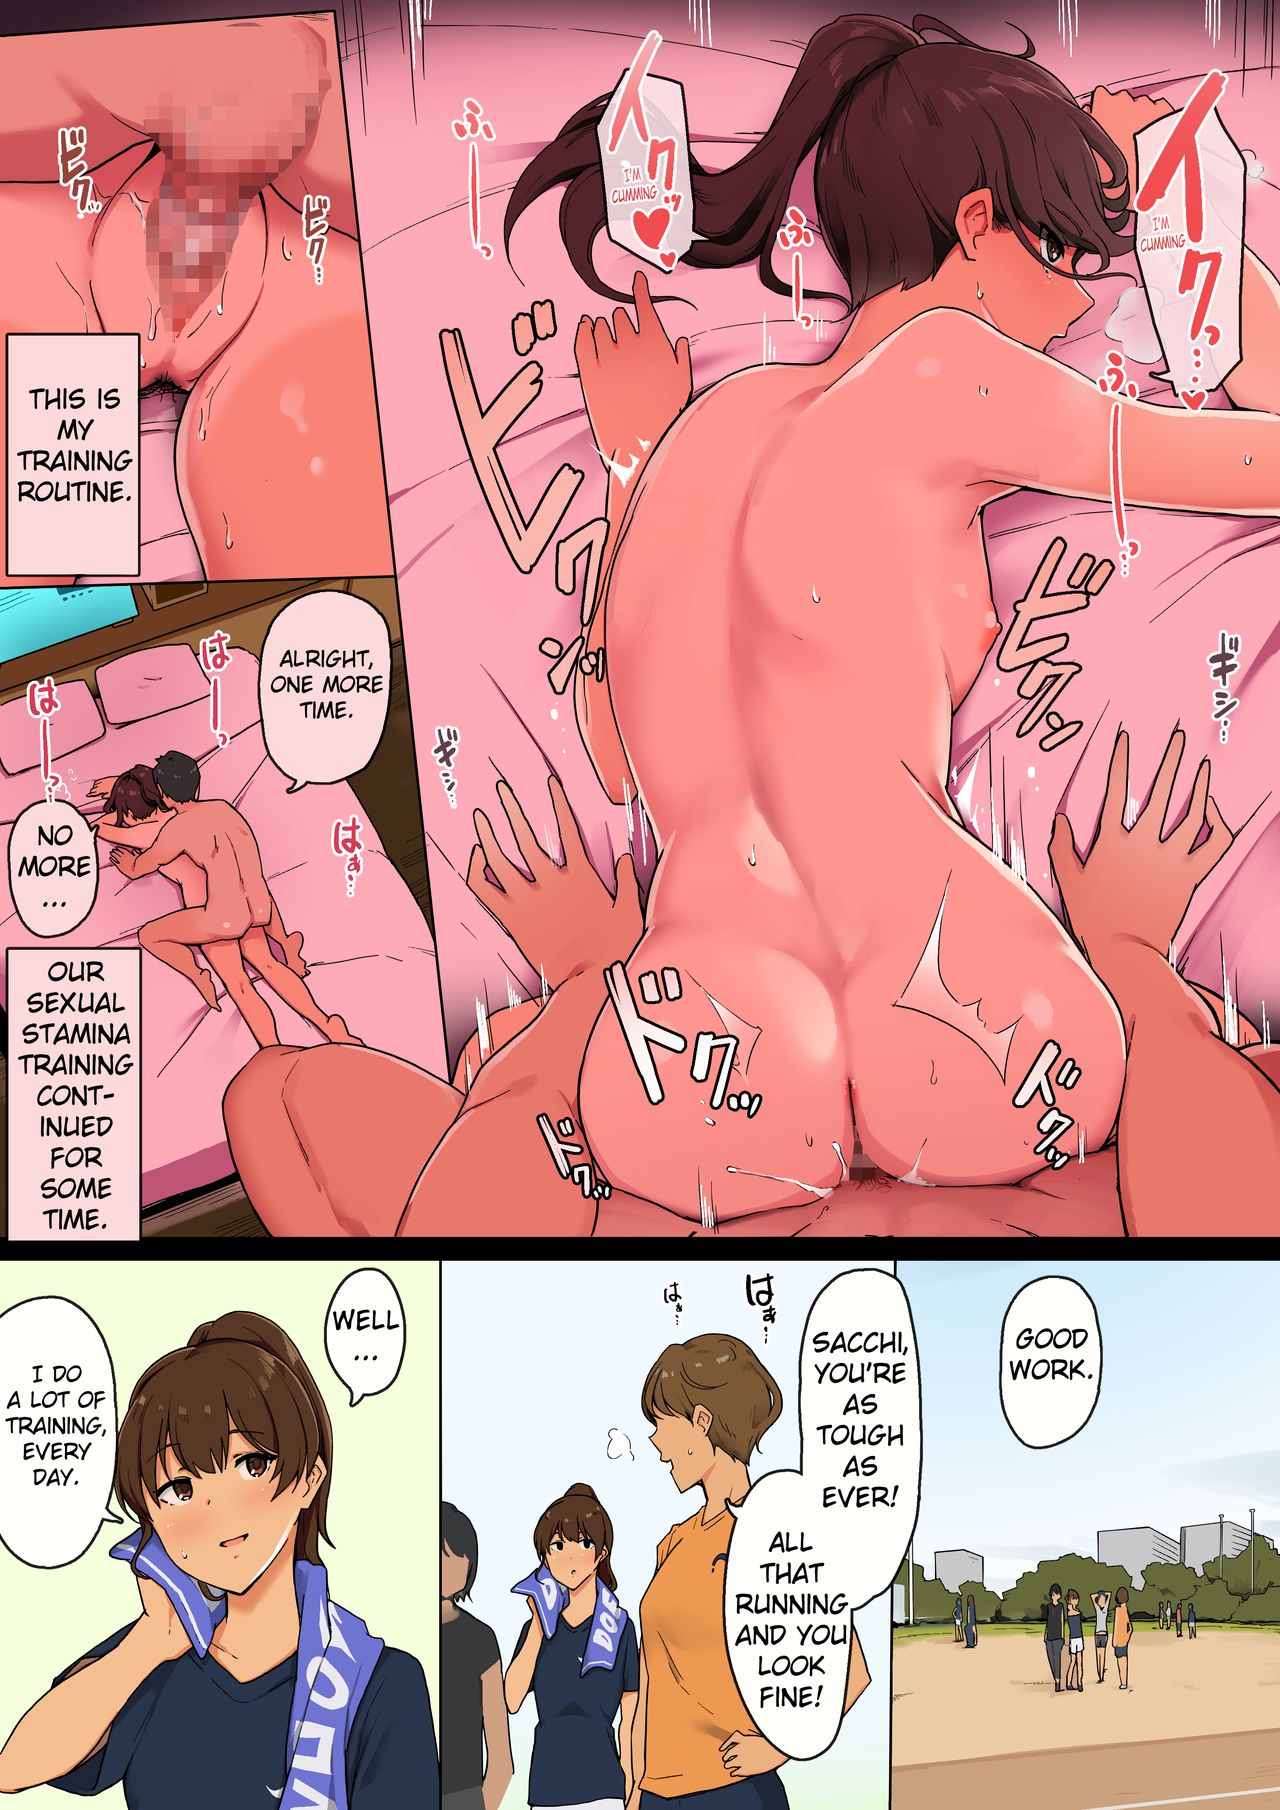 イク
ッ
I'M
CUMMING
イク
ッ...
I'M
CUMMING
ふーっ
ふーっ
ふーっ
ビクッ...
ビク...
THIS IS
MY
TRAINING
ROUTINE.
ビクンッ
ビクンッ
ギシ...
ギシ...
ALRIGHT,
ONE MORE
TIME.
はーっ
はーっ
はぁ...
NO
MORE
...
OUR
SEXUAL
STAMINA
TRAINING
CONT-
INUED
FOR
SOME
TIME.
ドクッ
ドクッ
ドクッ
GOOD
WORK.
SACCHI,
YOU'RE
AS
TOUGH
AS
EVER!
ALL
THAT
RUNNING
AND YOU
LOOK
FINE!
はぁ...
はぁ...
WELL
...
I DO
A LOT OF
TRAINING,
EVERY
DAY.